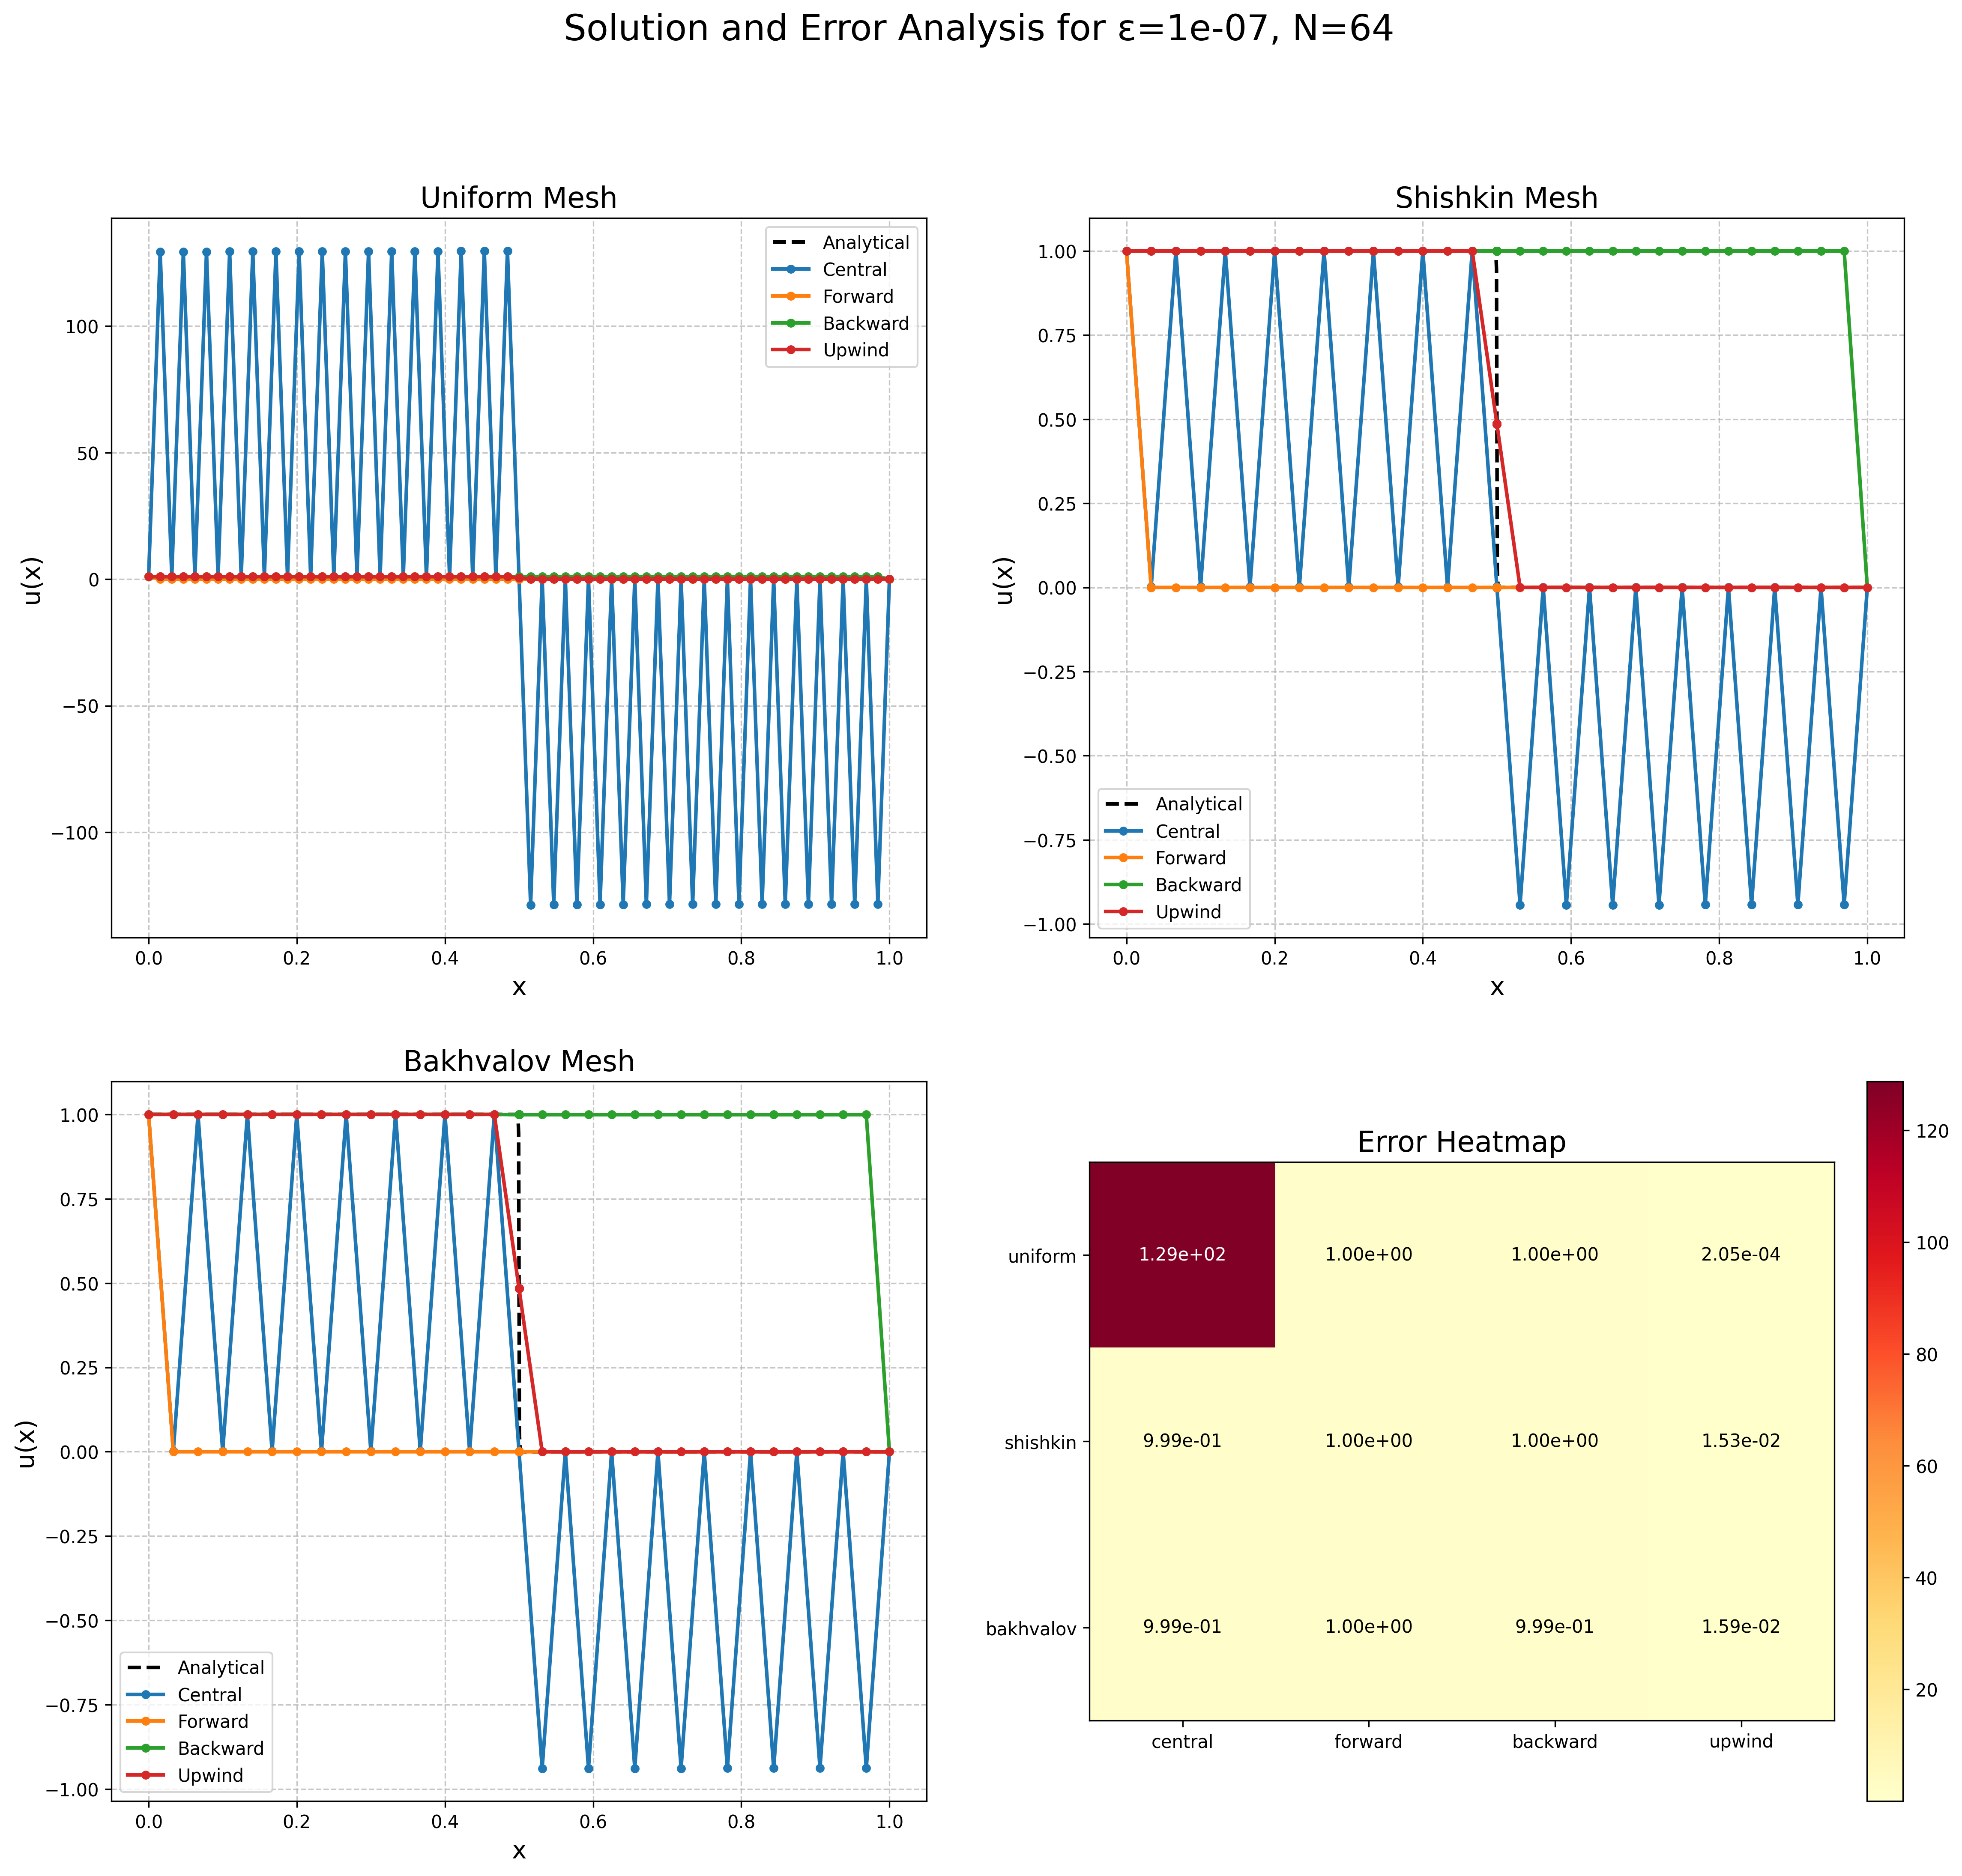 Solution and Error Analysis for ε=1e-07, N=64
Uniform Mesh
u(x)
100
50
0
−50
−100
0.0 0.2 0.4 0.6 0.8 1.0
x
Analytical
Central
Forward
Backward
Upwind
Shishkin Mesh
u(x)
1.00
0.75
0.50
0.25
0.00
−0.25
−0.50
−0.75
−1.00
0.0 0.2 0.4 0.6 0.8 1.0
x
Analytical
Central
Forward
Backward
Upwind
Bakhvalov Mesh
u(x)
1.00
0.75
0.50
0.25
0.00
−0.25
−0.50
−0.75
−1.00
0.0 0.2 0.4 0.6 0.8 1.0
x
Analytical
Central
Forward
Backward
Upwind
Error Heatmap
uniform 1.29e+02 1.00e+00 1.00e+00 2.05e-04
shishkin 9.99e-01 1.00e+00 1.00e+00 1.53e-02
bakhvalov 9.99e-01 1.00e+00 9.99e-01 1.59e-02
central forward backward upwind
120
100
80
60
40
20